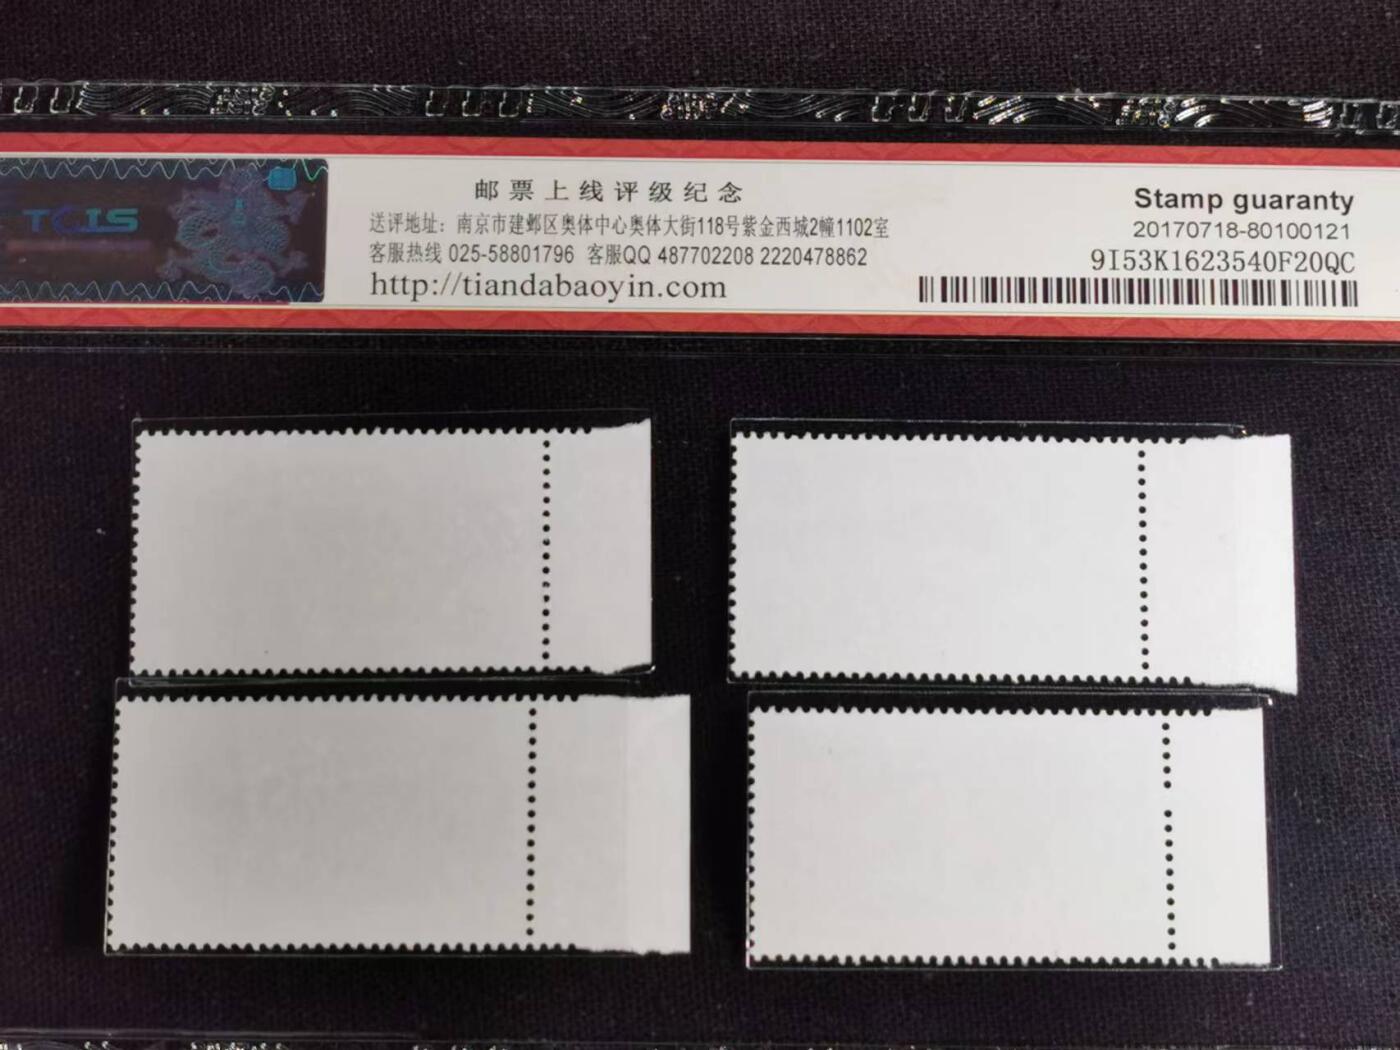 TCIS
邮票上线评级纪念
送评地址：南京市建邺区奥体中心奥体大街118号紫金西城2幢1102室
客服热线 025-58801796 客服QQ 487702208 2220478862
http://tiandabaoyin.com
Stamp guaranty
20170718-80100121
9I53K1623540F20QC